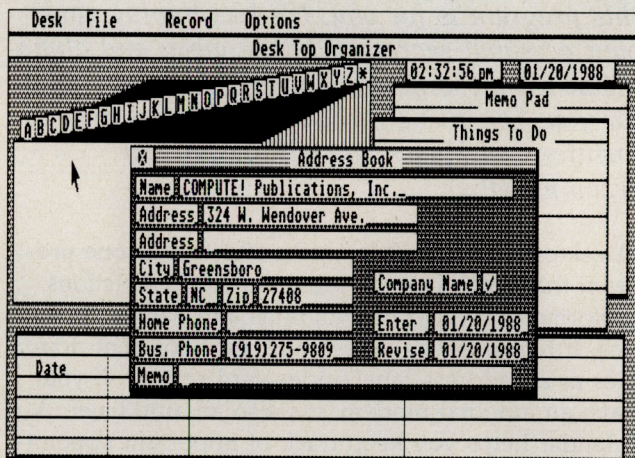 Desk File Record Options
Desk Top Organizer
02:32:56 pm 01/20/1988
ABCDEFGHIJKLMNOPQRSTUVWXYZ*
Memo Pad
Things To Do
Address Book
Name COMPUTE! Publications, Inc._
Address 324 W. Wendover Ave.
Address
City Greensboro
Company Name √
State NC Zip 27408
Home Phone Enter 01/20/1988
Bus. Phone (919)275-9809 Revise 01/20/1988
Date
Memo